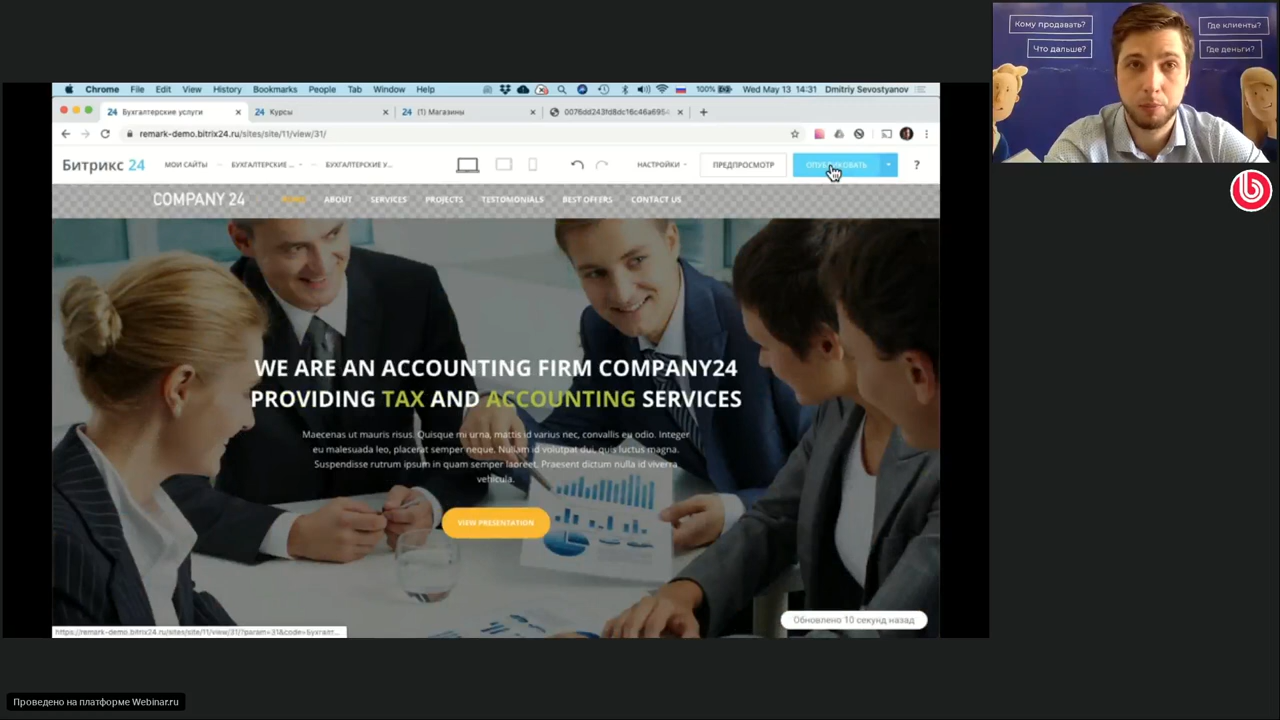 Кому продавать?
Где клиенты?
Что дальше?
Где деньги?
Chrome File Edit View History Bookmarks People Tab Window Help
100% Wed May 13 14:31 Dmitriy Sevostyanov
24 Бухгалтерские услуги
24 Курсы
24 (1) Магазины
remark-demo.bitrix24.ru/sites/site/11/view/31/
Битрикс 24
МОИ САЙТЫ
БУХГАЛТЕРСКИЕ ...
БУХГАЛТЕРСКИЕ У...
НАСТРОЙКИ
ПРЕДПРОСМОТР
ОПУБЛИКОВАТЬ
?
COMPANY 24
HOME ABOUT SERVICES PROJECTS TESTIMONIALS BEST OFFERS CONTACT US
WE ARE AN ACCOUNTING FIRM COMPANY24
PROVIDING TAX AND ACCOUNTING SERVICES
Maecenas ut mauris risus. Quisque mi urna, mattis id varius nec, convallis eu odio. Integer
eu malesuada leo, placerat semper neque. Nullam id volutpat dui, quis luctus magna.
Suspendisse rutrum ipsum in quam semper laoreet. Praesent dictum nulla id viverra
vehicula.
VIEW PRESENTATION
Обновлено 10 секунд назад
Проведено на платформе Webinar.ru